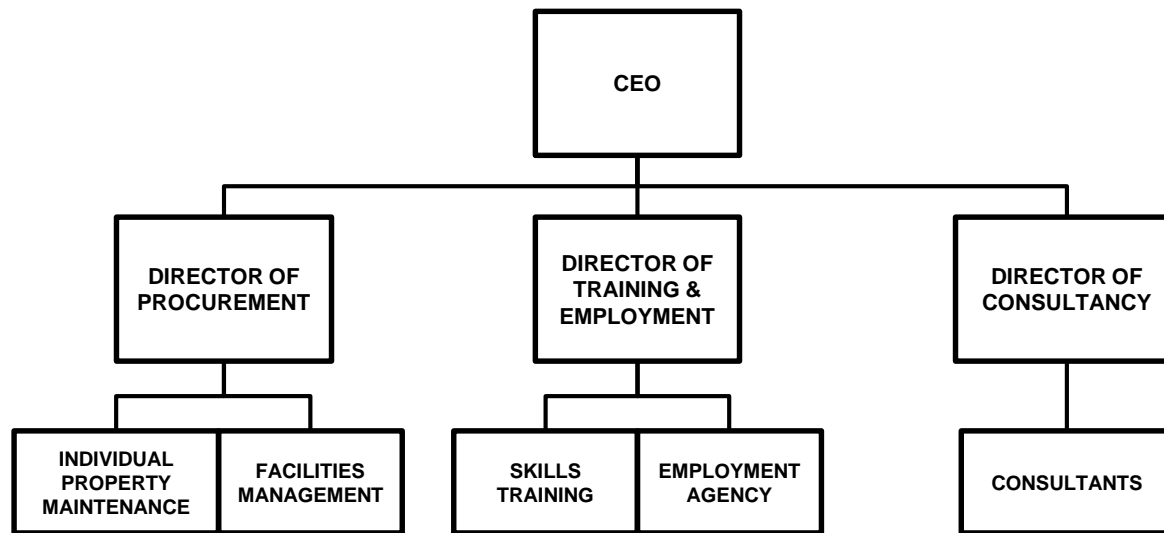 CEO
DIRECTOR OF
PROCUREMENT
DIRECTOR OF
TRAINING &
EMPLOYMENT
DIRECTOR OF
CONSULTANCY
INDIVIDUAL
PROPERTY
MAINTENANCE
FACILITIES
MANAGEMENT
SKILLS
TRAINING
EMPLOYMENT
AGENCY
CONSULTANTS